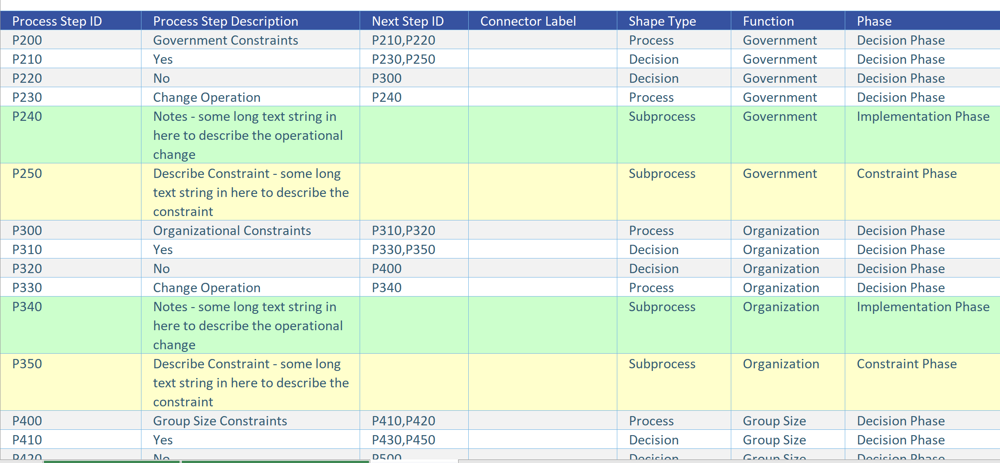 Process Step ID Process Step Description Next Step ID Connector Label Shape Type Function Phase
P200 Government Constraints P210,P220 Process Government Decision Phase
P210 Yes P230,P250 Decision Government Decision Phase
P220 No P300 Decision Government Decision Phase
P230 Change Operation P240 Process Government Decision Phase
P240 Notes - some long text string in Subprocess Government Implementation Phase
here to describe the operational
change
P250 Describe Constraint - some long Subprocess Government Constraint Phase
text string in here to describe the
constraint
P300 Organizational Constraints P310,P320 Process Organization Decision Phase
P310 Yes P330,P350 Decision Organization Decision Phase
P320 No P400 Decision Organization Decision Phase
P330 Change Operation P340 Process Organization Decision Phase
P340 Notes - some long text string in Subprocess Organization Implementation Phase
here to describe the operational
change
P350 Describe Constraint - some long Subprocess Organization Constraint Phase
text string in here to describe the
constraint
P400 Group Size Constraints P410,P420 Process Group Size Decision Phase
P410 Yes P430,P450 Decision Group Size Decision Phase
P420 No P500 Decision Group Size Decision Phase